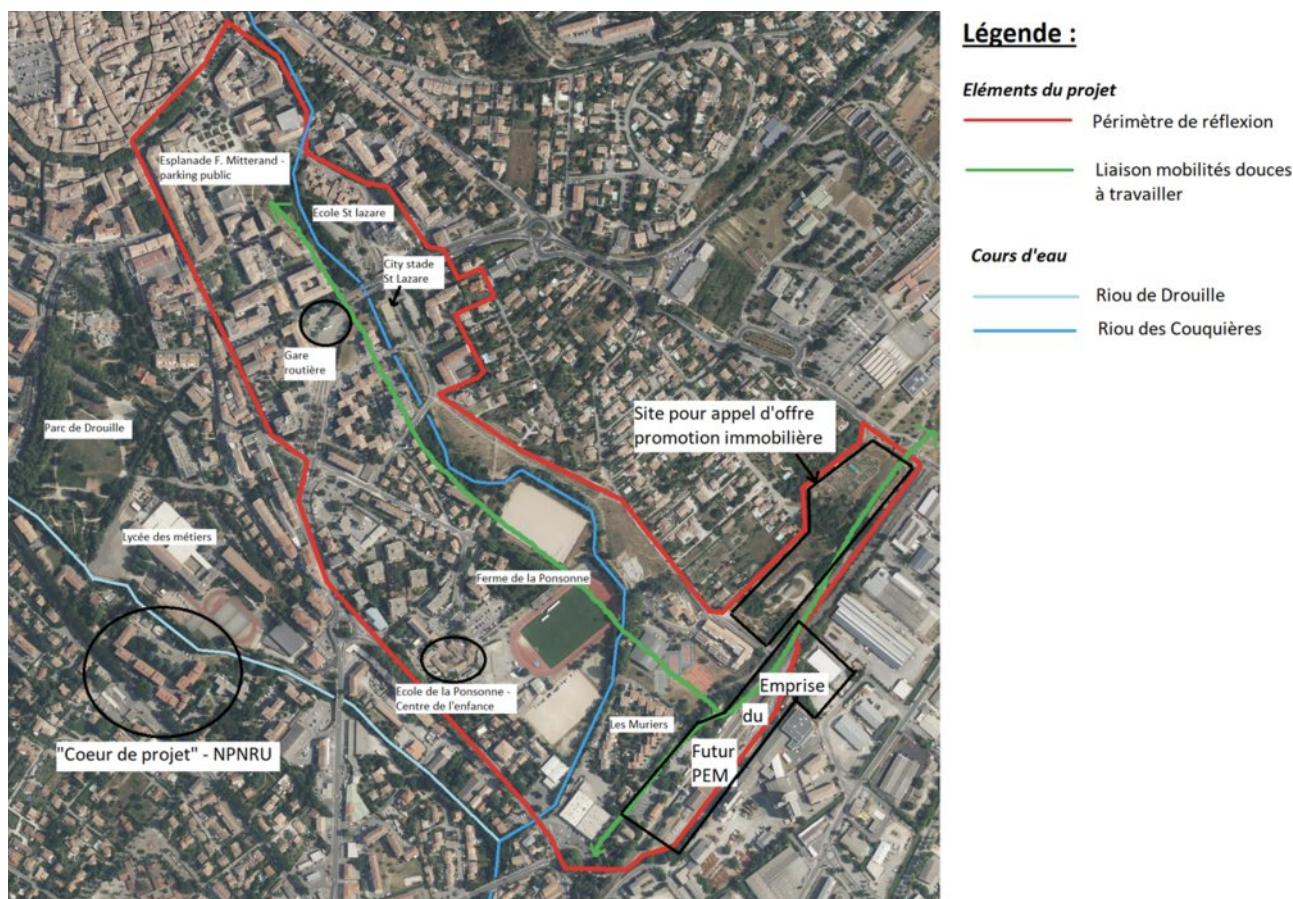 Légende :
Eléments du projet
Périmètre de réflexion
Liaison mobilités douces
à travailler
Cours d'eau
Riou de Drouille
Riou des Couquières
Esplanade F. Mitterand -
parking public
Ecole St lazare
City stade
St Lazare
Gare
routière
Parc de Drouille
Site pour appel d'offre
promotion immobilière
Lycée des métiers
Ferme de la Ponsonne
Ecole de la Ponsonne -
Centre de l'enfance
"Coeur de projet" - NPNRU
Les Muriers
Emprise
du
Futur
PEM